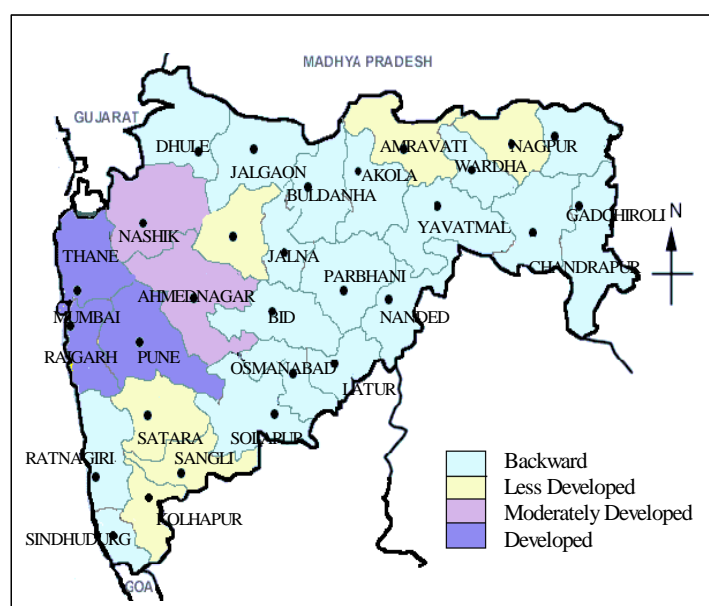 MADHYA PRADESH
GUJARAT
DHULE
JALGAON
BULDANHA
AKOLA
AMRAVATI
WARDHA
NAGPUR
GADCHIROLI
N
NASHIK
YAVATMAL
THANE
JALNA
CHANDRAPUR
PARBHANI
AHMEDNAGAR
MUMBAI
BID
NANDED
RAIGARH
PUNE
OSMANABAD
LATUR
SATARA
SOLAPUR
RATNAGIRI
SANGLI
KOLHAPUR
SINDHUDURG
GOA
Backward
Less Developed
Moderately Developed
Developed